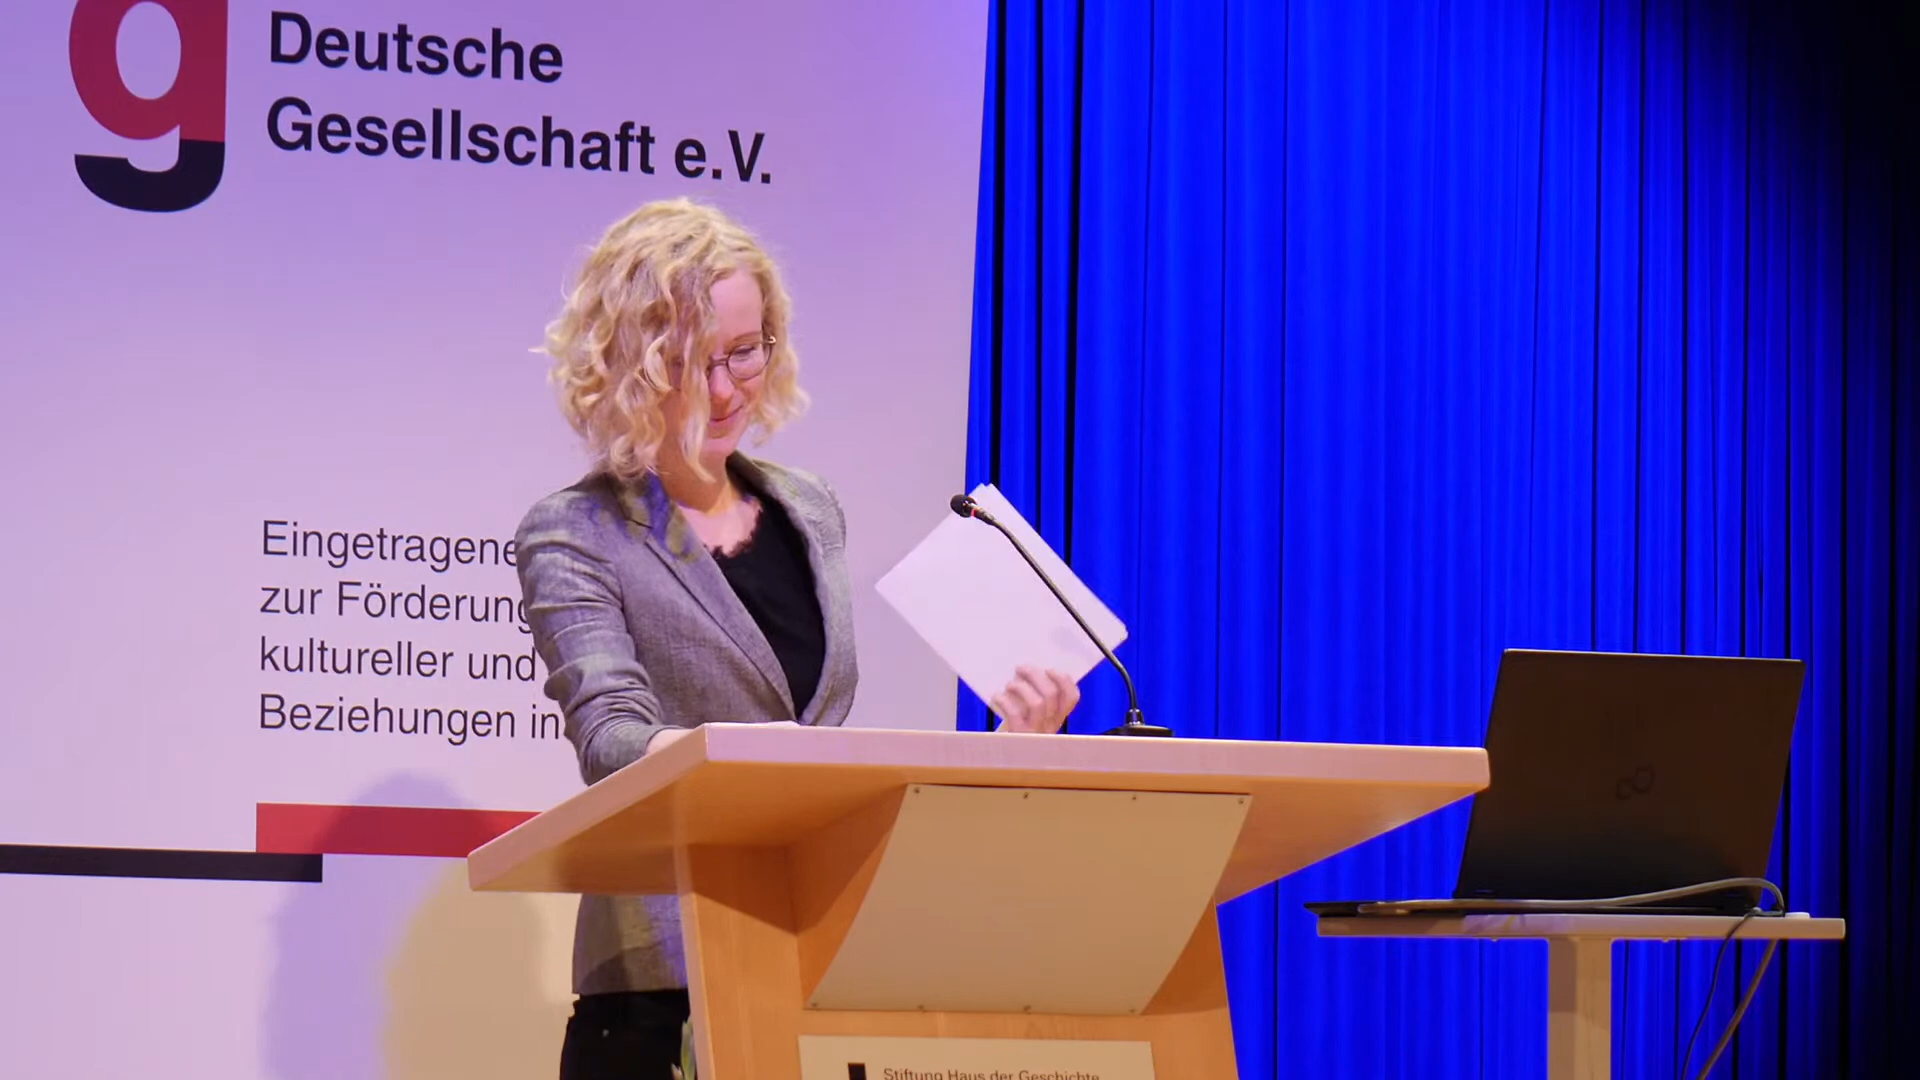 g Deutsche
Gesellschaft e.V.
Eingetragene
zur Förderung
kultureller und
Beziehungen in
Stiftung Haus der Geschichte